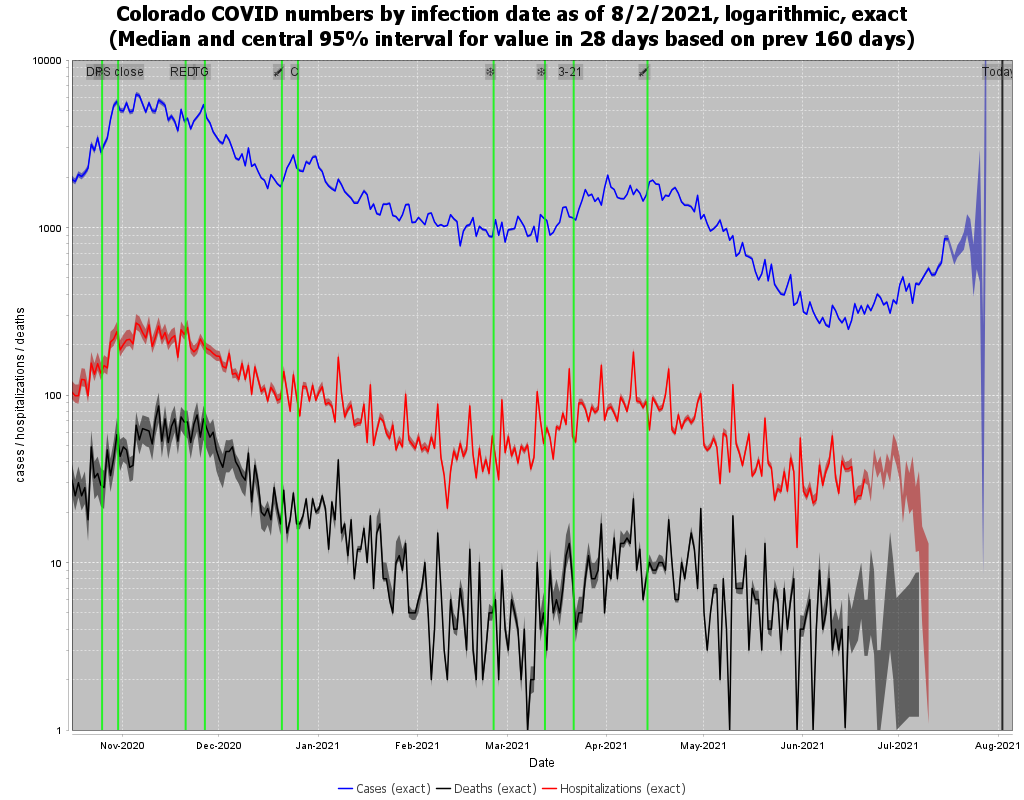 Colorado COVID numbers by infection date as of 8/2/2021, logarithmic, exact
(Median and central 95% interval for value in 28 days based on prev 160 days)
10000
1000
100
10
1
cases / hospitalizations / deaths
close
TG
C
3-21
Today
Nov-2020
Dec-2020
Jan-2021
Feb-2021
Mar-2021
Apr-2021
May-2021
Jun-2021
Jul-2021
Aug-2021
Date
Cases (exact) Deaths (exact) Hospitalizations (exact)